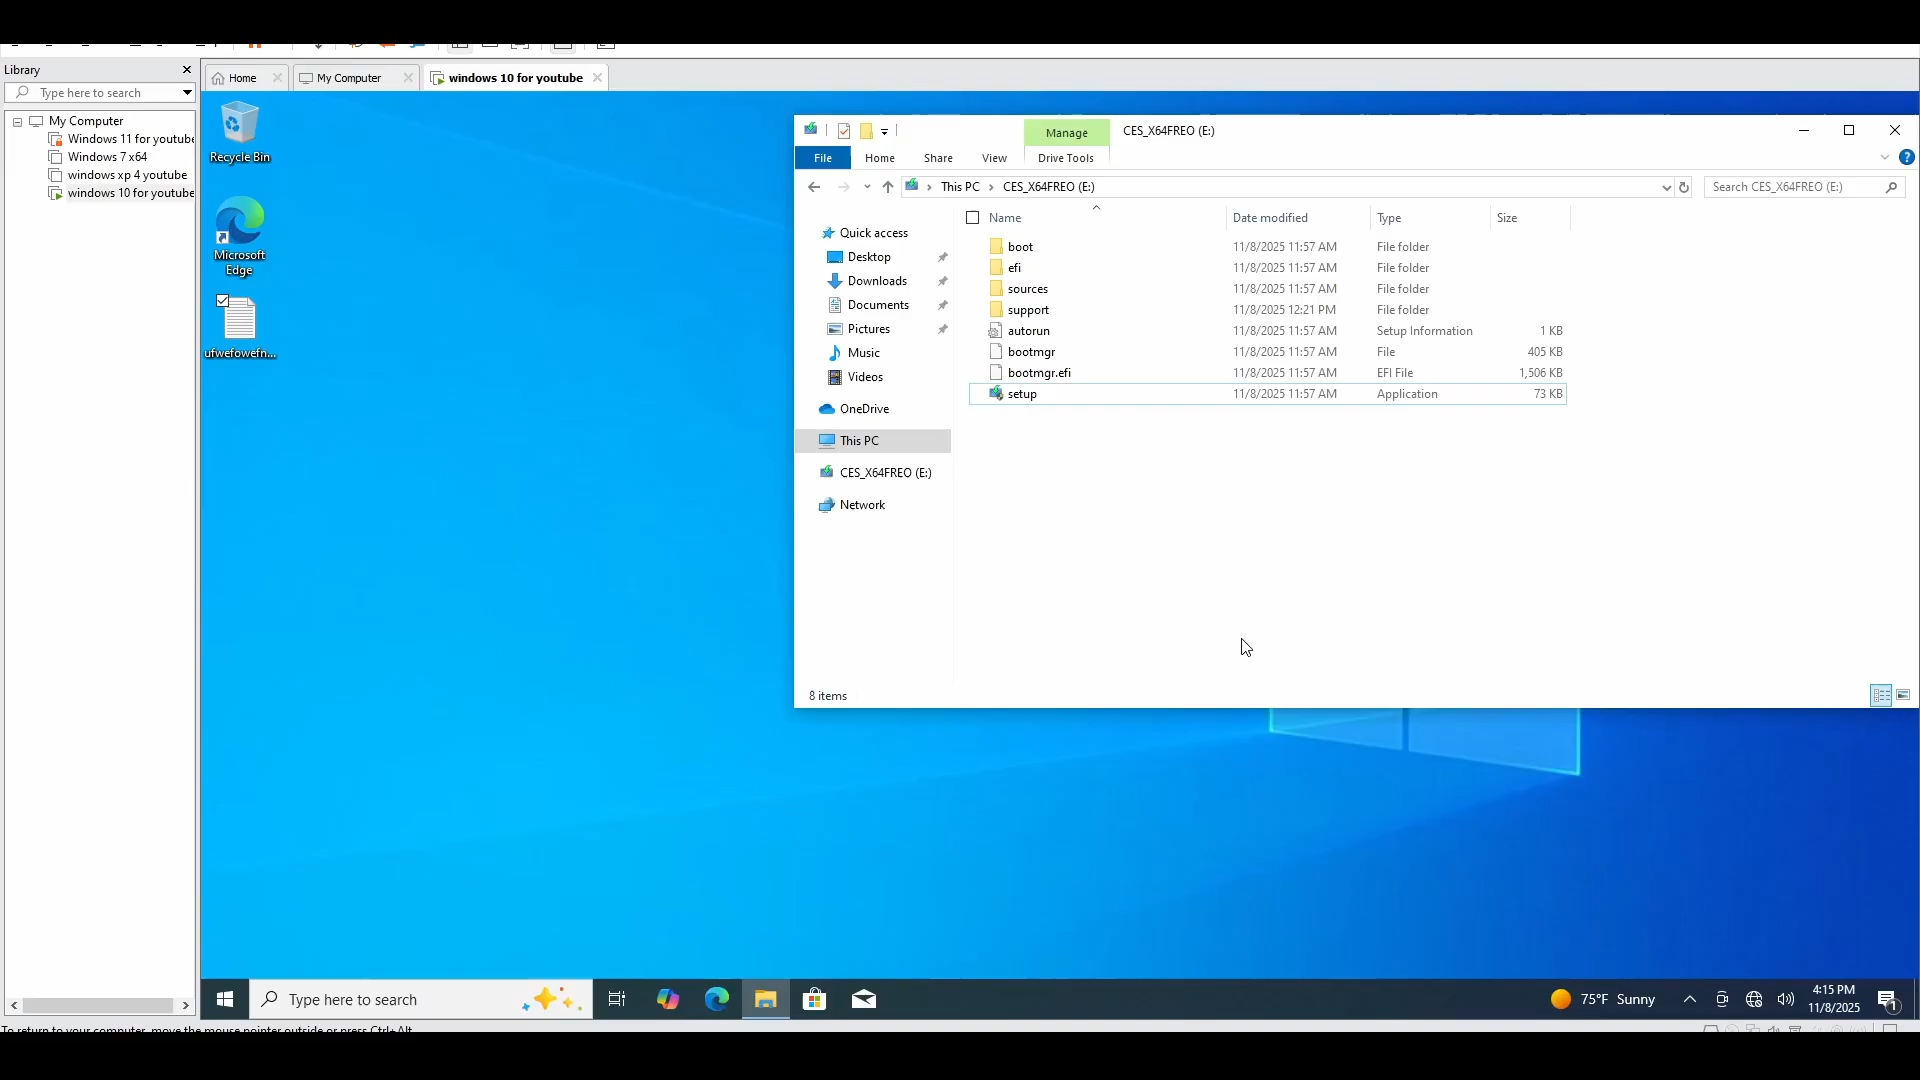 Library
Type here to search
My Computer
Windows 11 for youtube
Windows 7 x64
windows xp 4 youtube
windows 10 for youtube
Home
My Computer
windows 10 for youtube
Recycle Bin
Microsoft
Edge
ufwefowefn...
Manage
CES_X64FREO (E:)
File
Home
Share
View
Drive Tools
This PC
CES_X64FREO (E:)
Search CES_X64FREO (E:)
Quick access
Desktop
Downloads
Documents
Pictures
Music
Videos
OneDrive
This PC
CES_X64FREO (E:)
Network
Name Date modified Type Size
boot 11/8/2025 11:57 AM File folder
efi 11/8/2025 11:57 AM File folder
sources 11/8/2025 11:57 AM File folder
support 11/8/2025 12:21 PM File folder
autorun 11/8/2025 11:57 AM Setup Information 1 KB
bootmgr 11/8/2025 11:57 AM File 405 KB
bootmgr.efi 11/8/2025 11:57 AM EFI File 1,506 KB
setup 11/8/2025 11:57 AM Application 73 KB
8 items
Type here to search
75°F Sunny
4:15 PM
11/8/2025
1
To return to your computer, move the mouse pointer outside or press Ctrl+Alt.